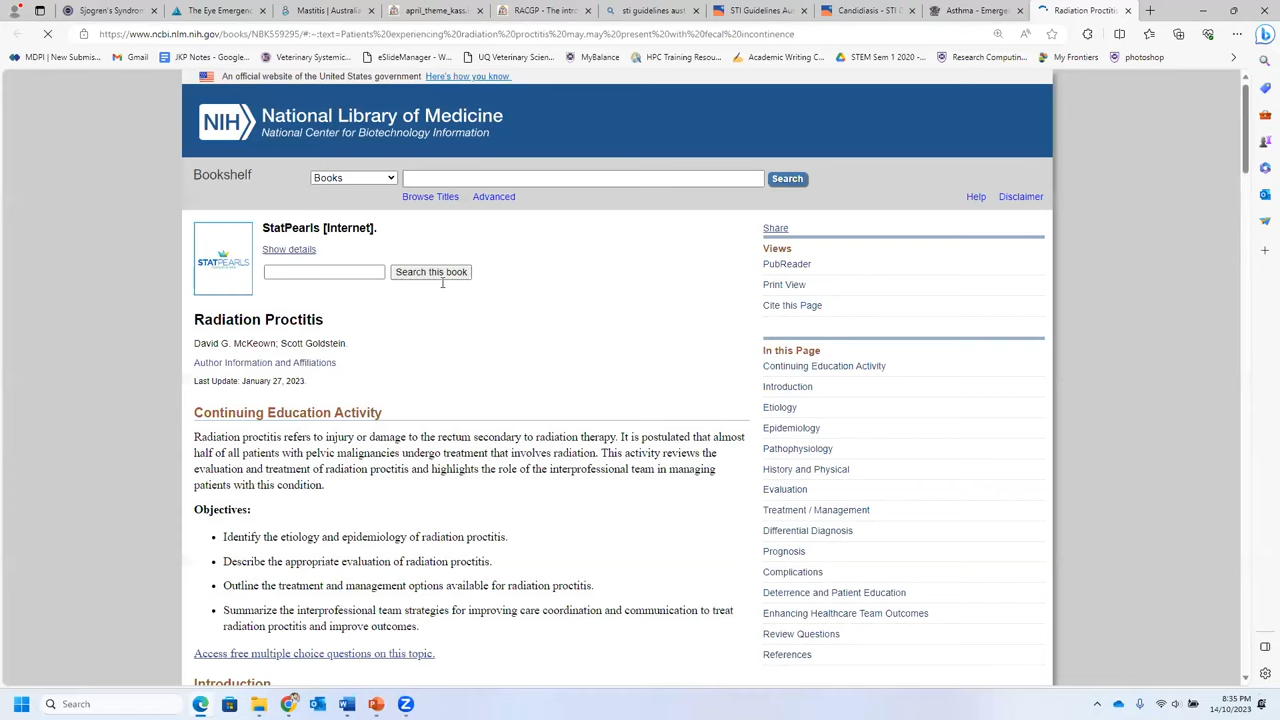 Sjogren's Syndrom
The Eye Emergenc
Mastitis | Australia
april_theme_kass.
RACGP - The intro
sti guidelines aus
STI Guidelines Au
Candidiasis - STI G
Asthma - Emergen
Radiation Proctitis
https://www.ncbi.nlm.nih.gov/books/NBK559295/#:~:text=Patients%20experiencing%20radiation%20proctitis%20may,may%20present%20with%20fecal%20incontinence
MDPI | New Submis...
Gmail
JKP Notes - Google...
Veterinary Systemic...
eSlideManager - W...
UQ Veterinary Scien...
MyBalance
HPC Training Resou...
Academic Writing C...
STEM Sem 1 2020 -...
Research Computin...
My Frontiers
photoshop
An official website of the United States government Here's how you know
NIH
National Library of Medicine
National Center for Biotechnology Information
Bookshelf
Books
Search
Browse Titles
Advanced
Help
Disclaimer
STATPEARLS
StatPearls [Internet].
Show details
Search this book
Radiation Proctitis
David G. McKeown; Scott Goldstein.
Author Information and Affiliations
Last Update: January 27, 2023.
Continuing Education Activity
Radiation proctitis refers to injury or damage to the rectum secondary to radiation therapy. It is postulated that almost
half of all patients with pelvic malignancies undergo treatment that involves radiation. This activity reviews the
evaluation and treatment of radiation proctitis and highlights the role of the interprofessional team in managing
patients with this condition.
Objectives:
• Identify the etiology and epidemiology of radiation proctitis.
• Describe the appropriate evaluation of radiation proctitis.
• Outline the treatment and management options available for radiation proctitis.
• Summarize the interprofessional team strategies for improving care coordination and communication to treat
radiation proctitis and improve outcomes.
Access free multiple choice questions on this topic.
Introduction
Share
Views
PubReader
Print View
Cite this Page
In this Page
Continuing Education Activity
Introduction
Etiology
Epidemiology
Pathophysiology
History and Physical
Evaluation
Treatment / Management
Differential Diagnosis
Prognosis
Complications
Deterrence and Patient Education
Enhancing Healthcare Team Outcomes
Review Questions
References
Search
8:35 PM
14/10/2023